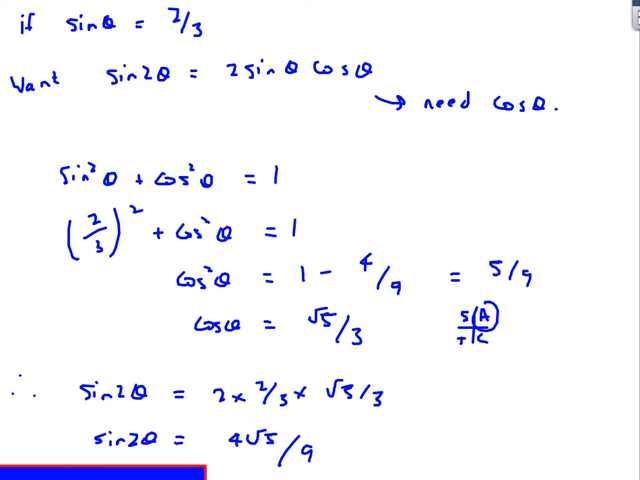 if sinθ = 2/3
Want sin2θ = 2sinθ cosθ
→ need cosθ.
sin²θ + cos²θ = 1
(2/3)² + cos²θ = 1
cos²θ = 1 - 4/9 = 5/9
cosθ = √5/3
S A
T C
∴ sin2θ = 2 × 2/3 × √5/3
sin2θ = 4√5/9